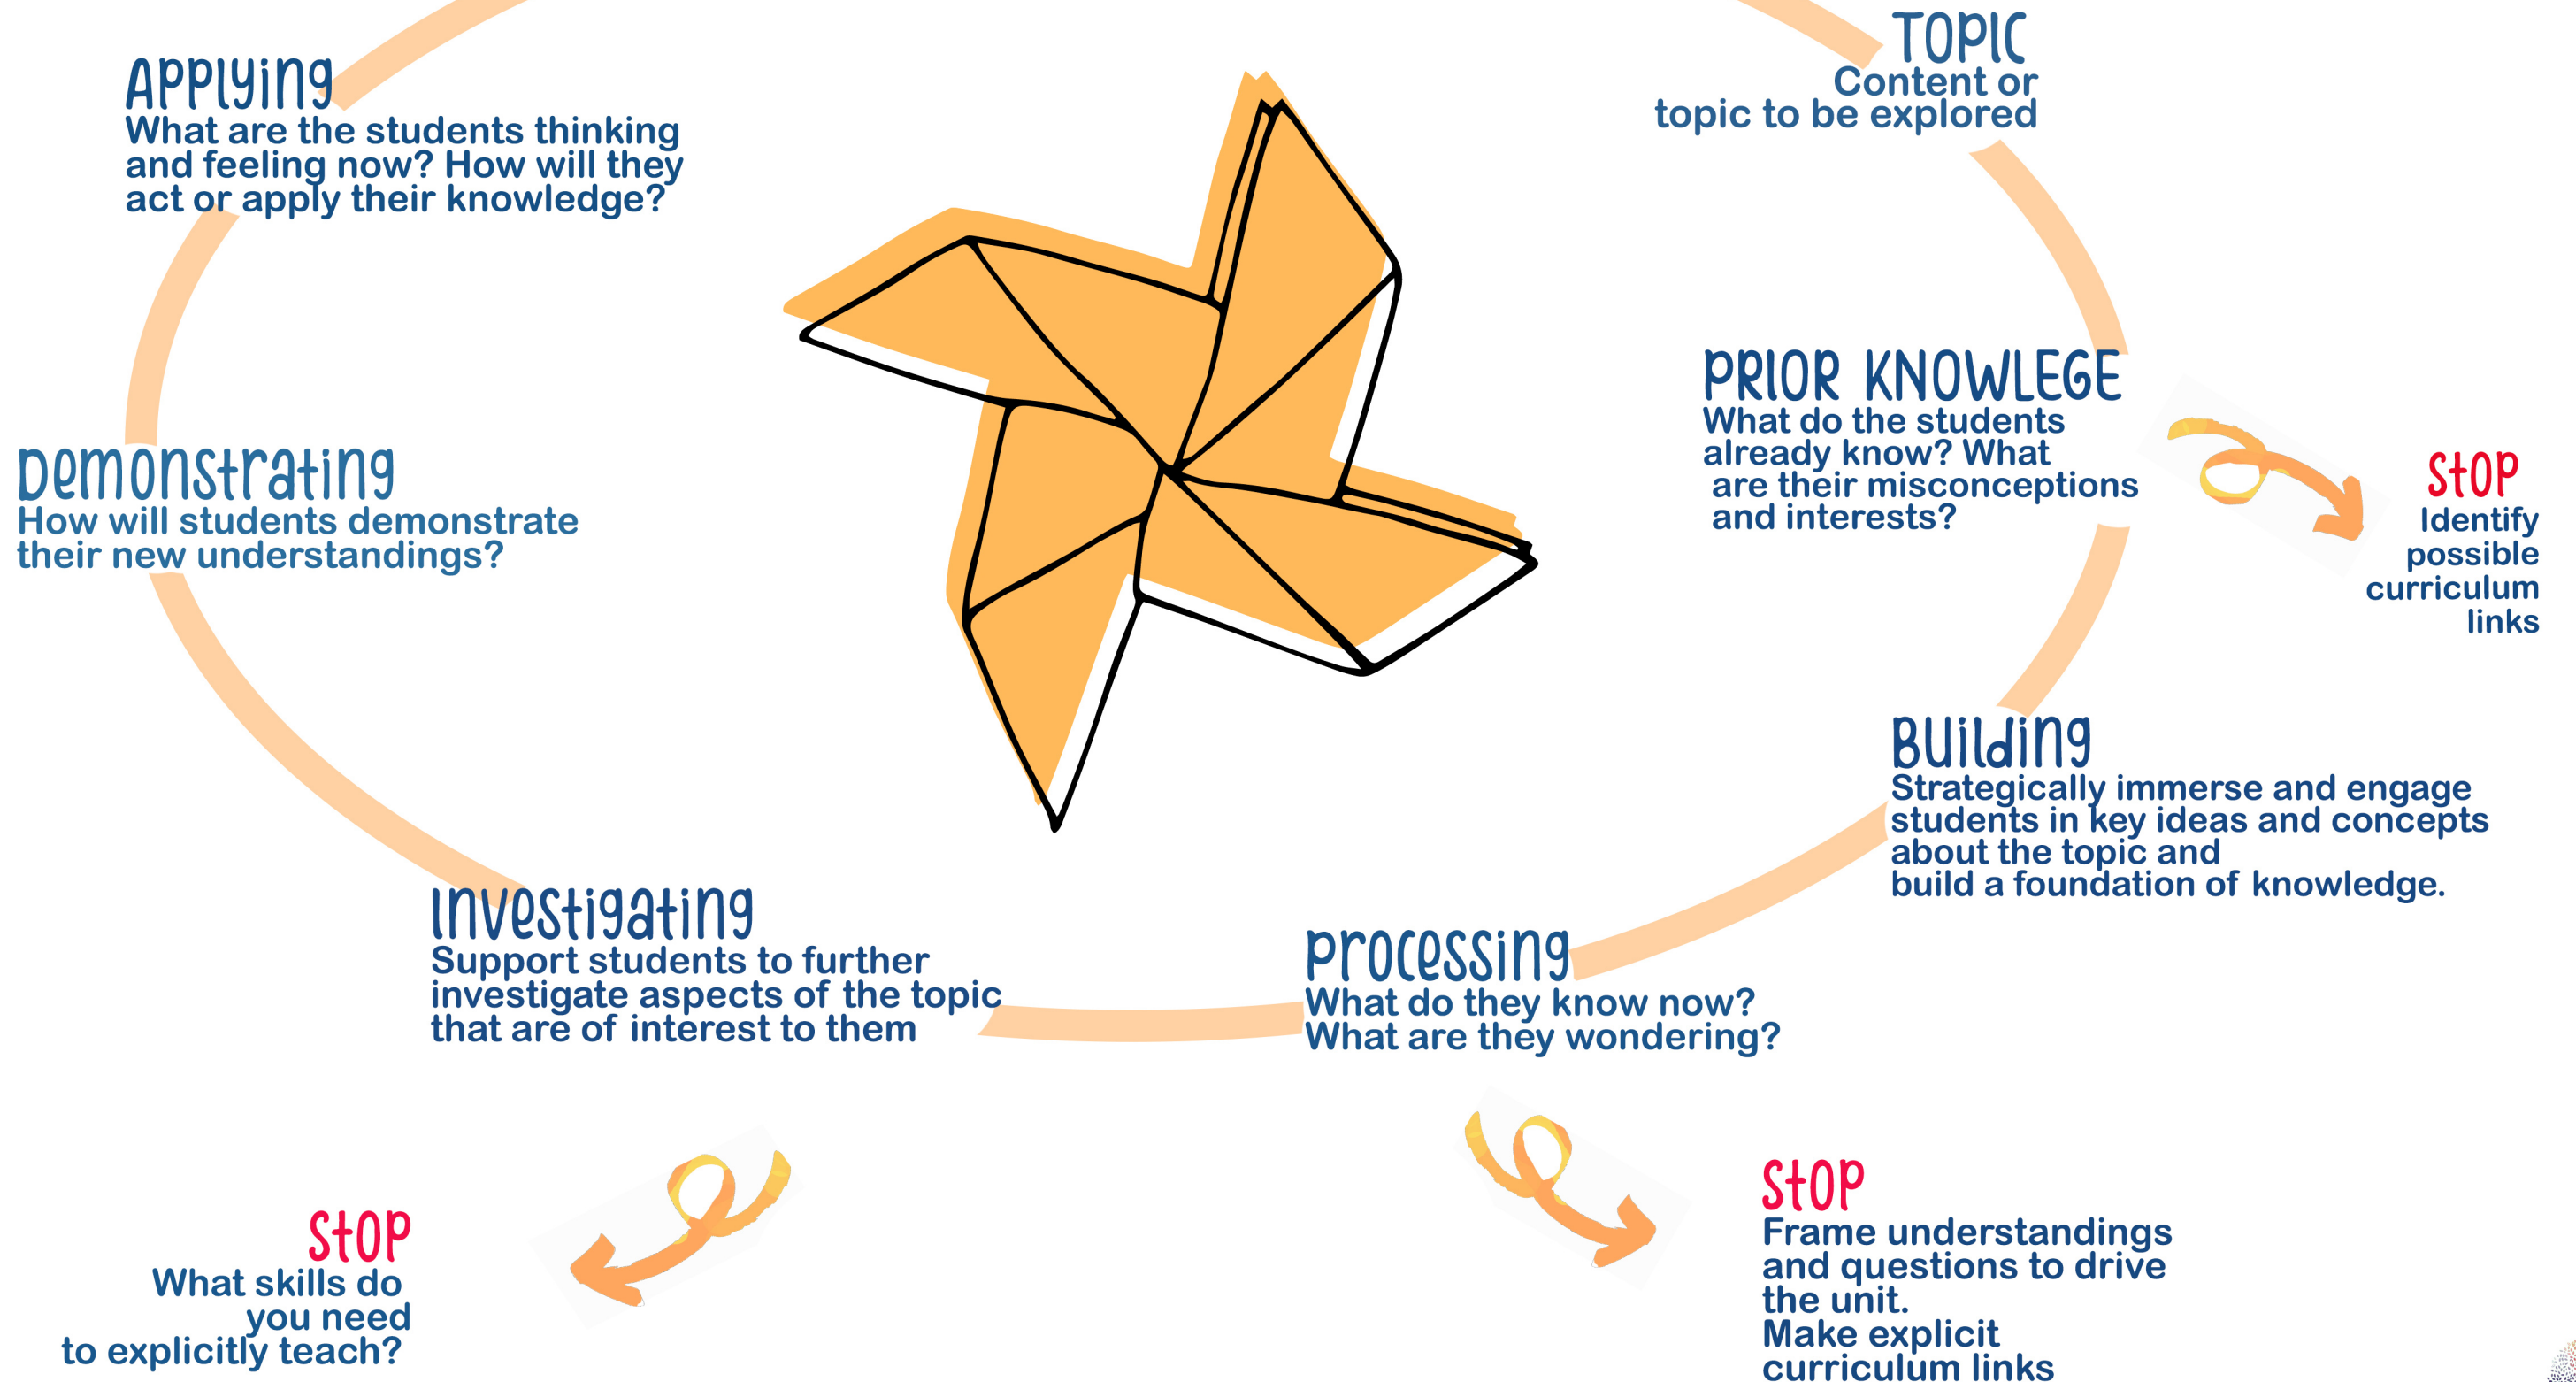 TOPIC
Content or
topic to be explored
PRIOR KNOWLEGE
What do the students
already know? What
are their misconceptions
and interests?
STOP
Identify
possible
curriculum
links
Building
Strategically immerse and engage
students in key ideas and concepts
about the topic and
build a foundation of knowledge.
Processing
What do they know now?
What are they wondering?
STOP
Frame understandings
and questions to drive
the unit.
Make explicit
curriculum links
Investigating
Support students to further
investigate aspects of the topic
that are of interest to them
STOP
What skills do
you need
to explicitly teach?
Demonstrating
How will students demonstrate
their new understandings?
Applying
What are the students thinking
and feeling now? How will they
act or apply their knowledge?